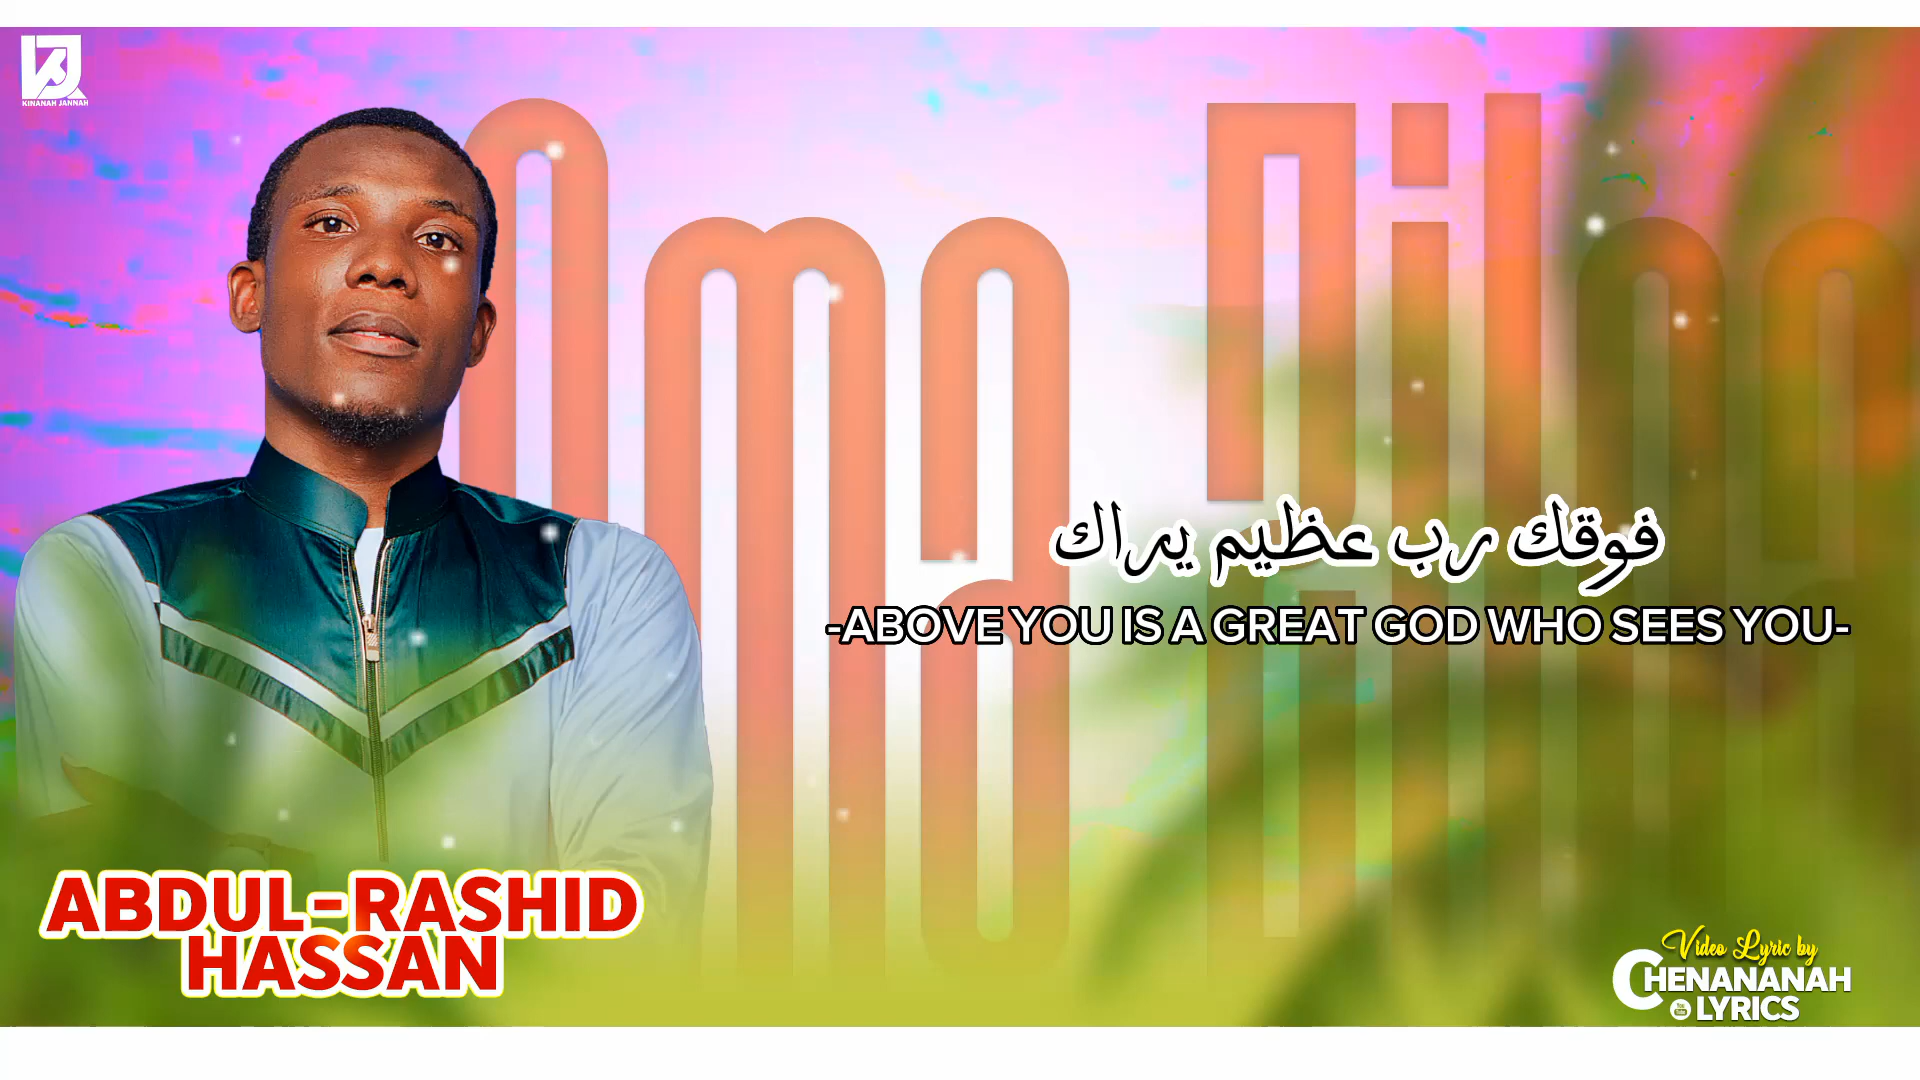 KINANAH JANNAH
فوقك رب عظيم يراك
-ABOVE YOU IS A GREAT GOD WHO SEES YOU-
ABDUL-RASHID
HASSAN
Video Lyric by
CHENANANAH
LYRICS